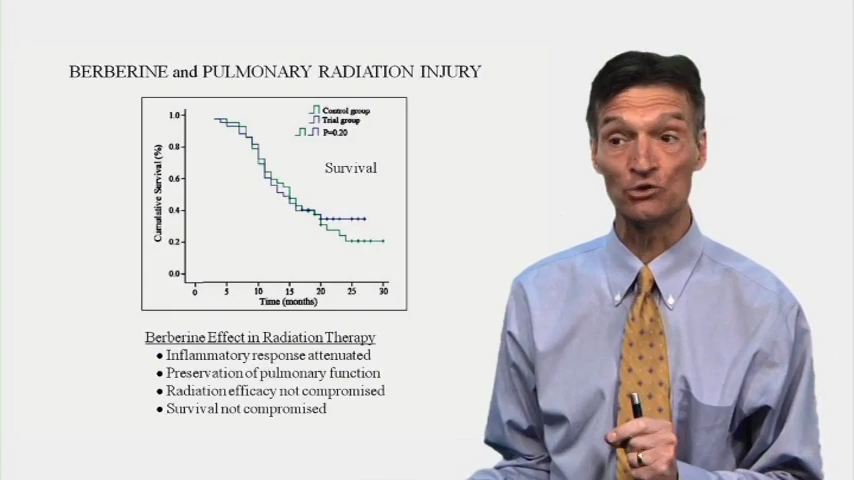 BERBERINE and PULMONARY RADIATION INJURY
Control group
Trial group
P=0.20
Survival
Cumulative Survival (%)
1.0
0.8
0.6
0.4
0.2
0.0
0 5 10 15 20 25 30
Time (months)
Berberine Effect in Radiation Therapy
● Inflammatory response attenuated
● Preservation of pulmonary function
● Radiation efficacy not compromised
● Survival not compromised